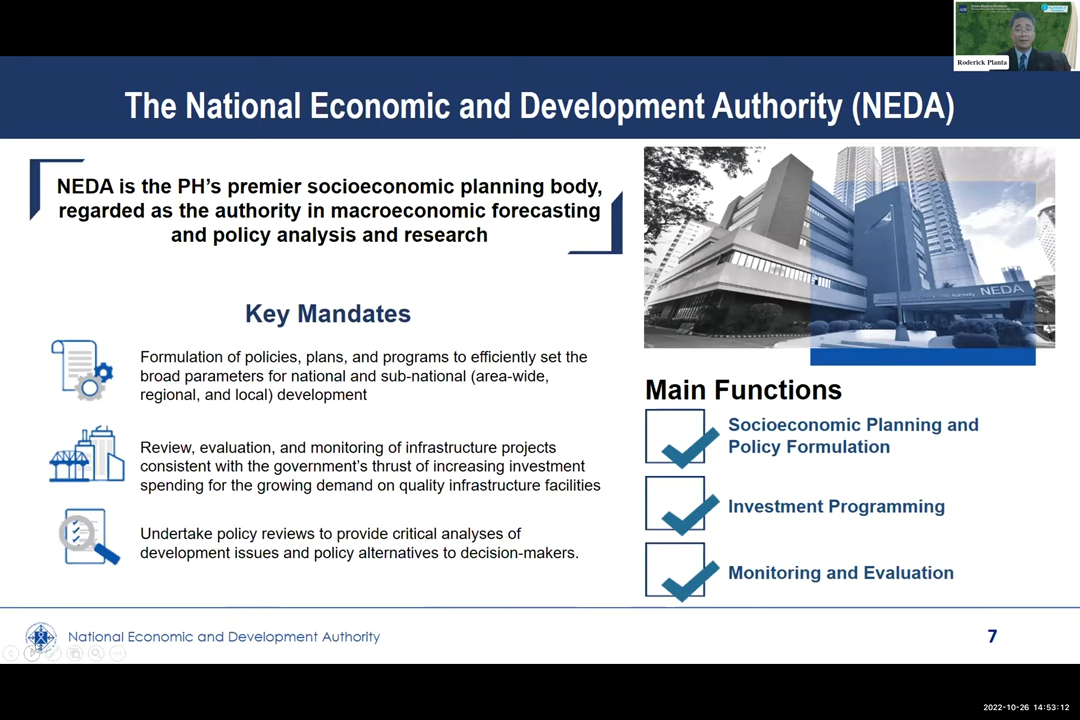 Roderick Planta
The National Economic and Development Authority (NEDA)
NEDA is the PH's premier socioeconomic planning body,
regarded as the authority in macroeconomic forecasting
and policy analysis and research
Key Mandates
Formulation of policies, plans, and programs to efficiently set the
broad parameters for national and sub-national (area-wide,
regional, and local) development
Review, evaluation, and monitoring of infrastructure projects
consistent with the government's thrust of increasing investment
spending for the growing demand on quality infrastructure facilities
Undertake policy reviews to provide critical analyses of
development issues and policy alternatives to decision-makers.
NEDA
Main Functions
Socioeconomic Planning and
Policy Formulation
Investment Programming
Monitoring and Evaluation
National Economic and Development Authority
7
2022-10-26 14:53:12